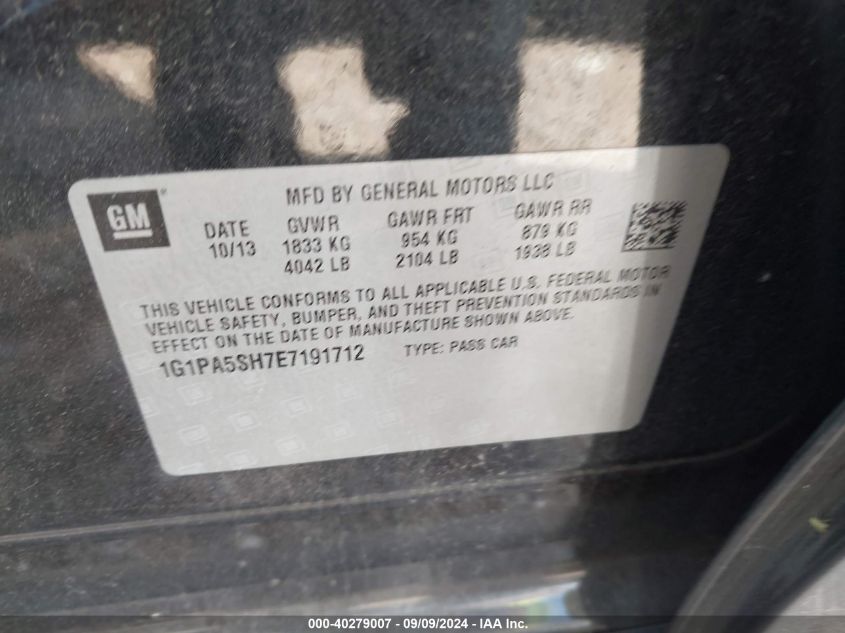 GM®
MFD BY GENERAL MOTORS LLC
DATE GVWR GAWR FRT GAWR RR
10/13 1833 KG 954 KG 879 KG
4042 LB 2104 LB 1938 LB
THIS VEHICLE CONFORMS TO ALL APPLICABLE U.S. FEDERAL MOTOR
VEHICLE SAFETY, BUMPER, AND THEFT PREVENTION STANDARDS IN
EFFECT ON THE DATE OF MANUFACTURE SHOWN ABOVE.
1G1PA5SH7E7191712 TYPE: PASS CAR
000-40279007 - 09/09/2024 - IAA Inc.